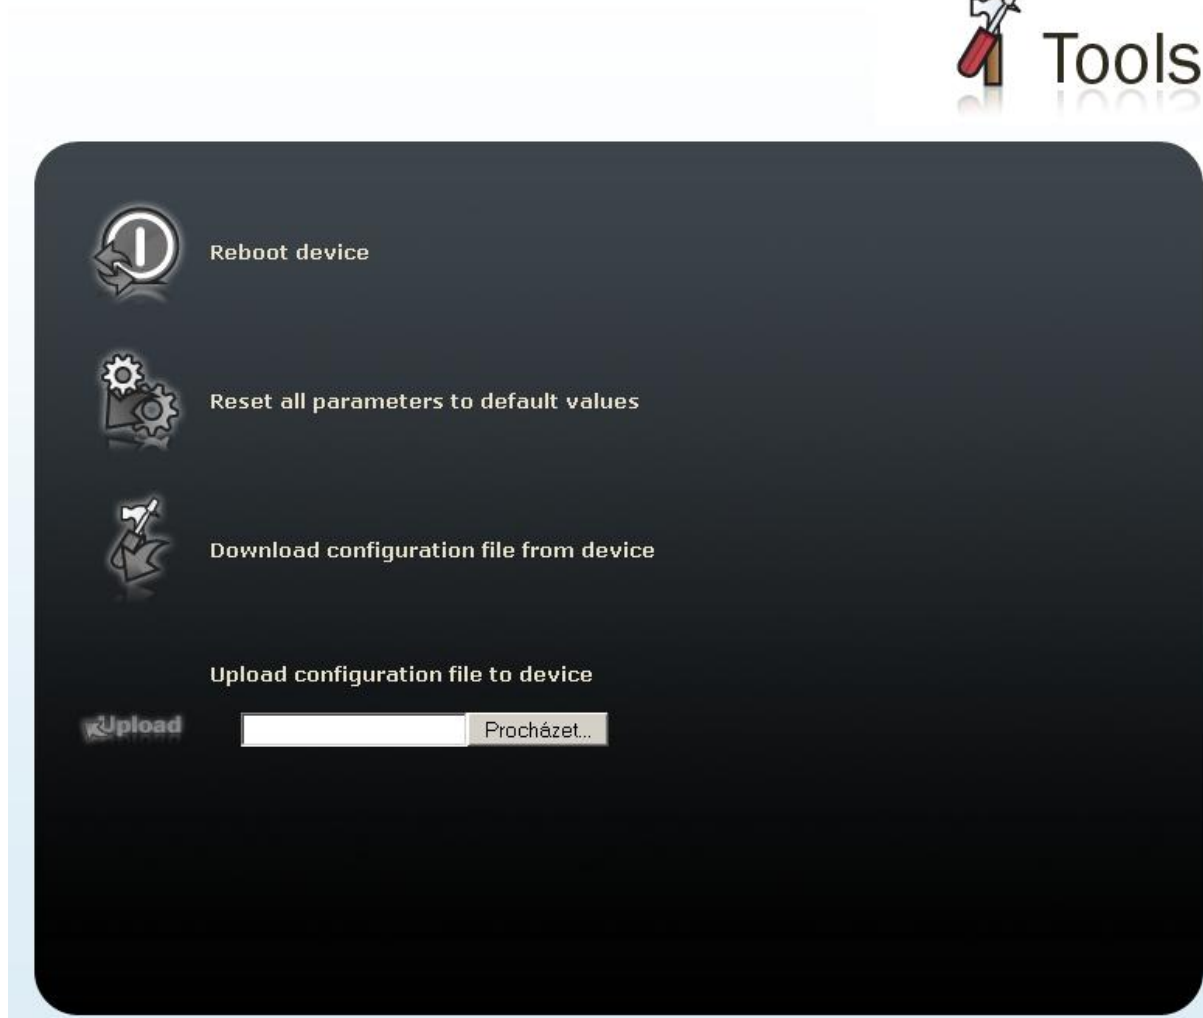 Tools
Reboot device
Reset all parameters to default values
Download configuration file from device
Upload configuration file to device
Upload
Procházet...